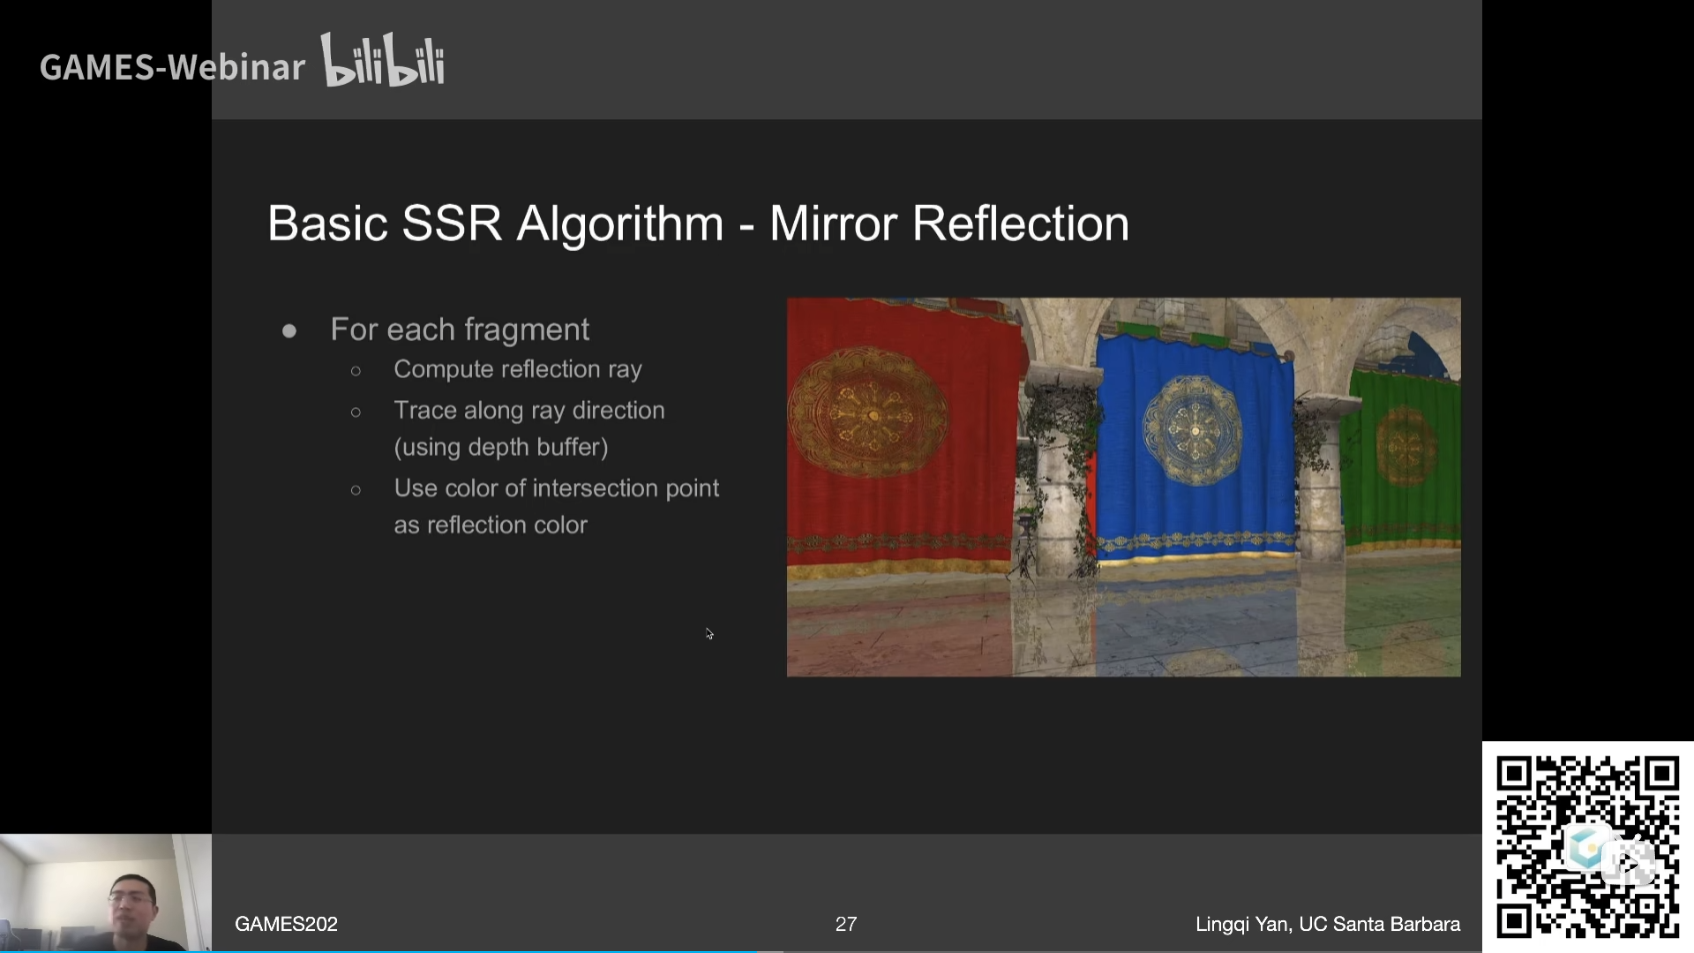 GAMES-Webinar bilibili
Basic SSR Algorithm - Mirror Reflection
For each fragment
Compute reflection ray
Trace along ray direction
(using depth buffer)
Use color of intersection point
as reflection color
GAMES202
27
Lingqi Yan, UC Santa Barbara